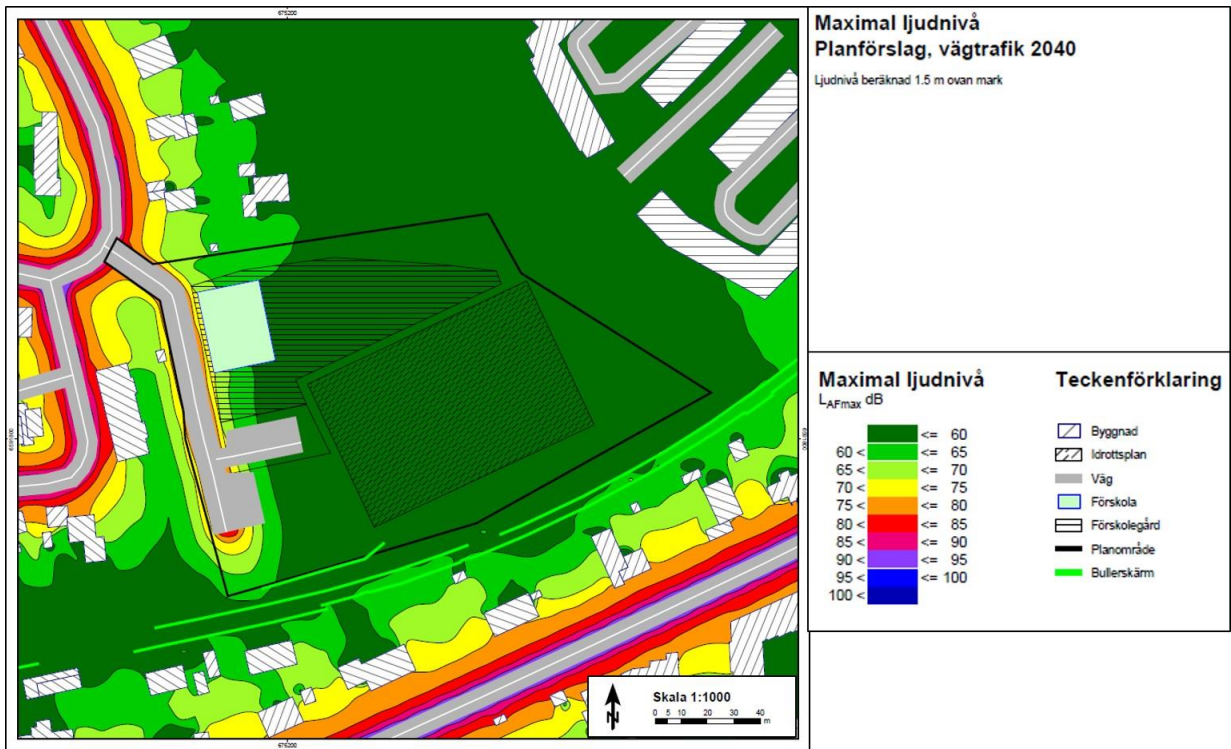 675200
Maximal ljudnivå
Planförslag, vägtrafik 2040
Ljudnivå beräknad 1.5 m ovan mark
Maximal ljudnivå
LAFmax dB
<= 60
60 < <= 65
65 < <= 70
70 < <= 75
75 < <= 80
80 < <= 85
85 < <= 90
90 < <= 95
95 < <= 100
100 <
Teckenförklaring
Byggnad
Idrottsplan
Väg
Förskola
Förskolegård
Planområde
Bullerskärm
Skala 1:1000
0 5 10 20 30 40
m
N
675200